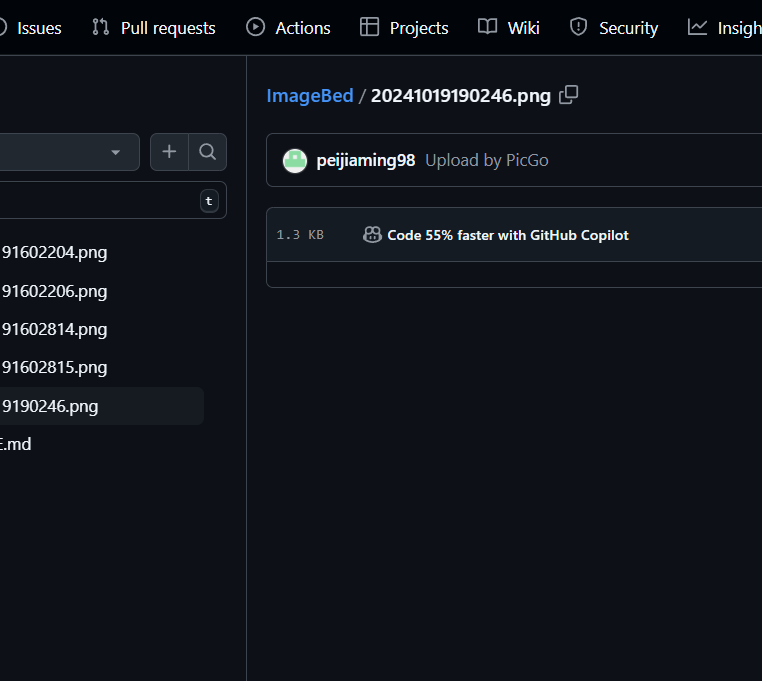 Issues Pull requests Actions Projects Wiki Security Insigh
ImageBed / 20241019190246.png
t
peijiaming98 Upload by PicGo
1.3 KB Code 55% faster with GitHub Copilot
91602204.png
91602206.png
91602814.png
91602815.png
9190246.png
E.md